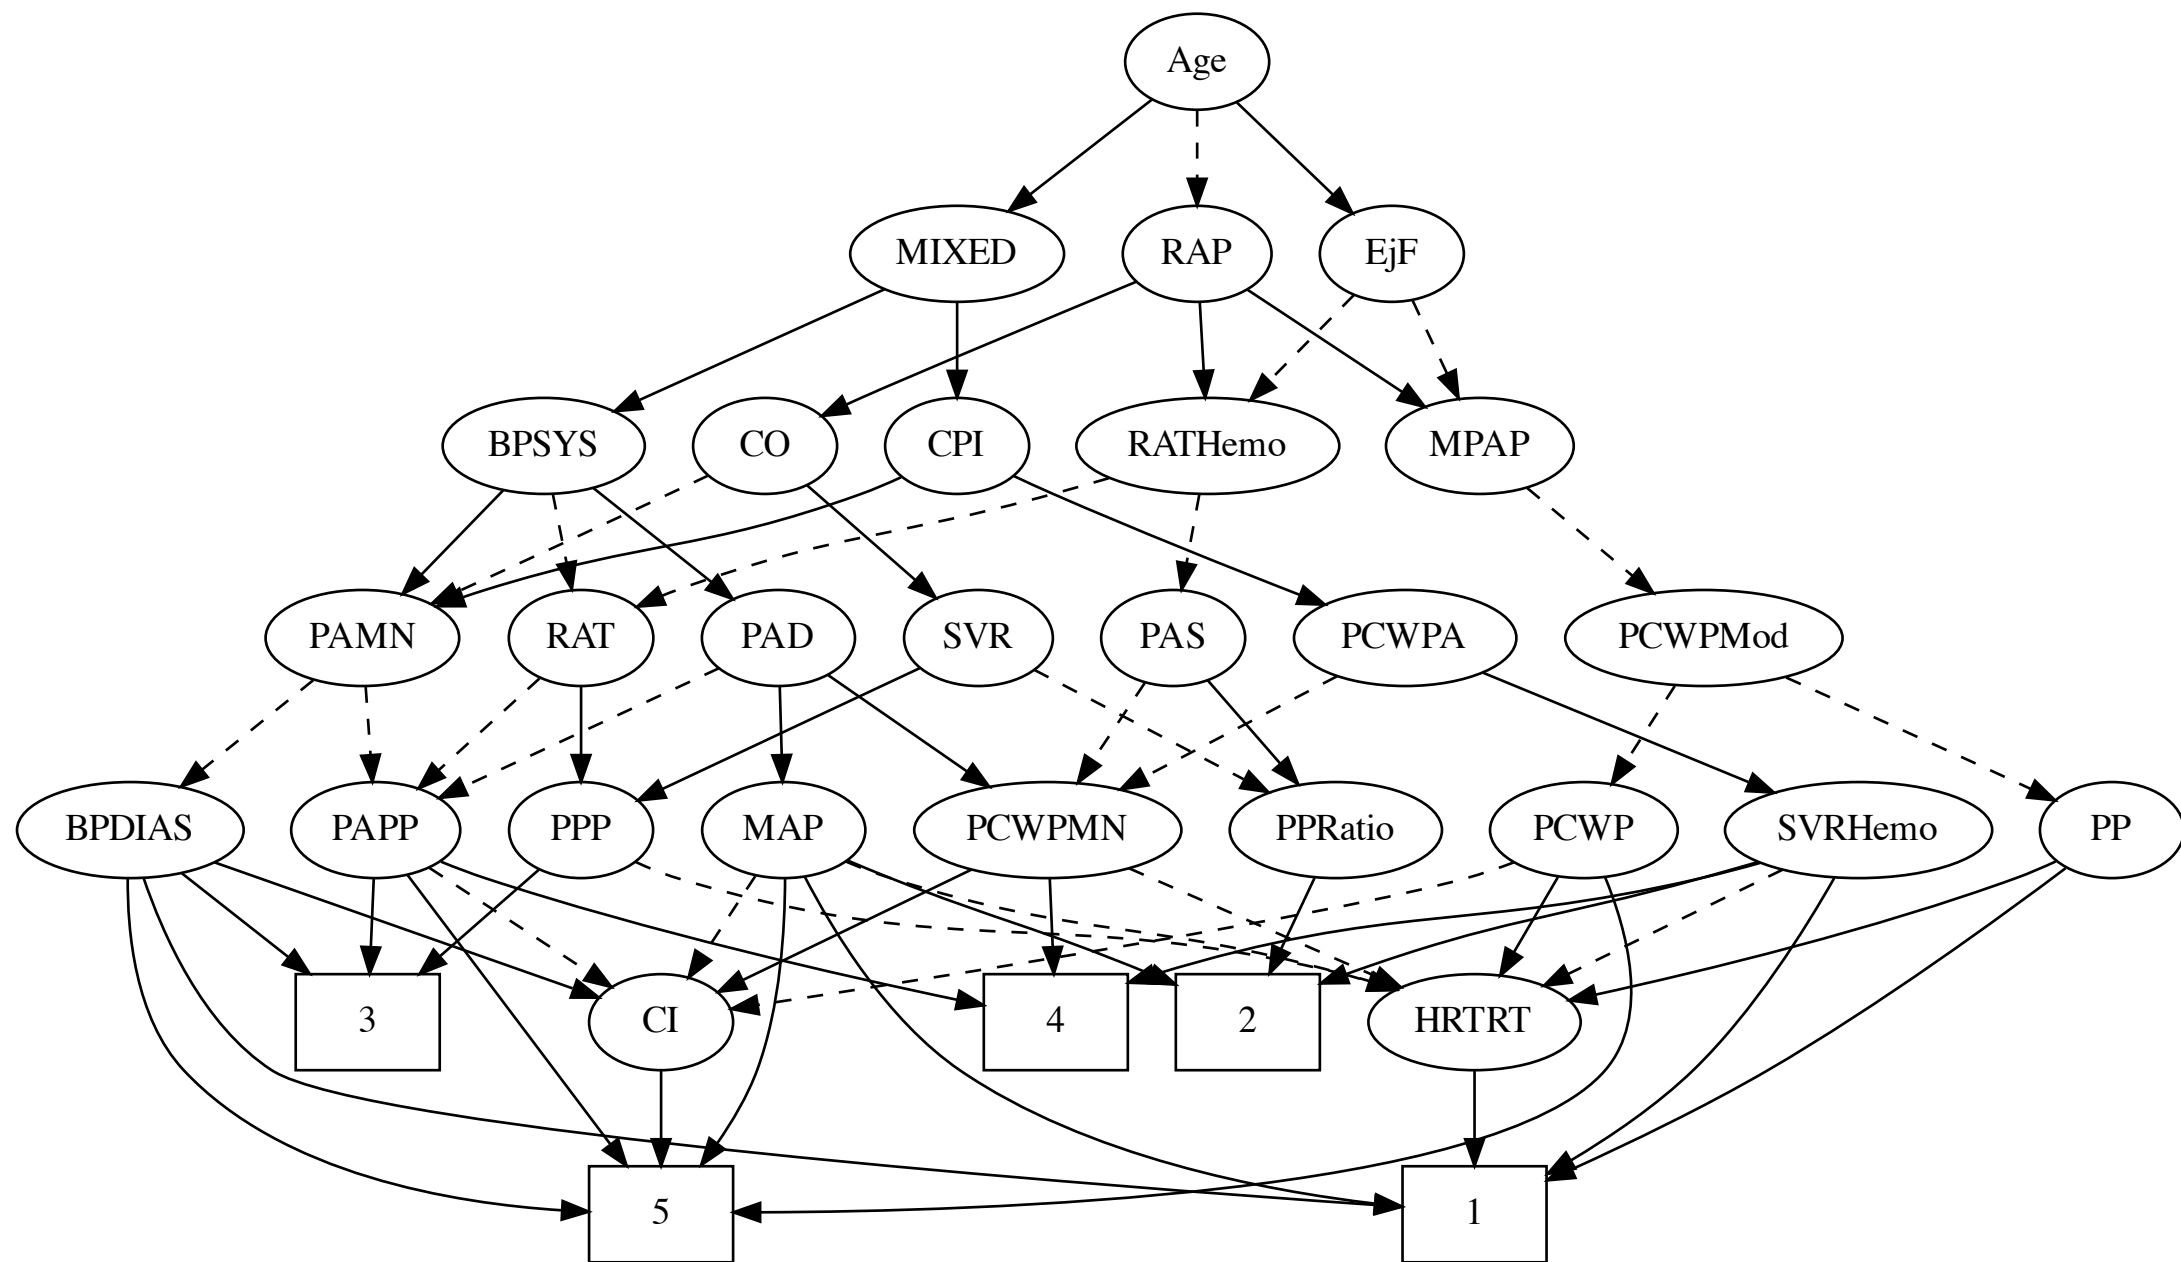 Age
MIXED
RAP
EjF
BPSYS
CO
CPI
RATHemo
MPAP
PAMN
RAT
PAD
SVR
PAS
PCWPA
PCWPMod
BPDIAS
PAPP
PPP
MAP
PCWPMN
PPRatio
PCWP
SVRHemo
PP
3
CI
4
2
HRTRT
5
1